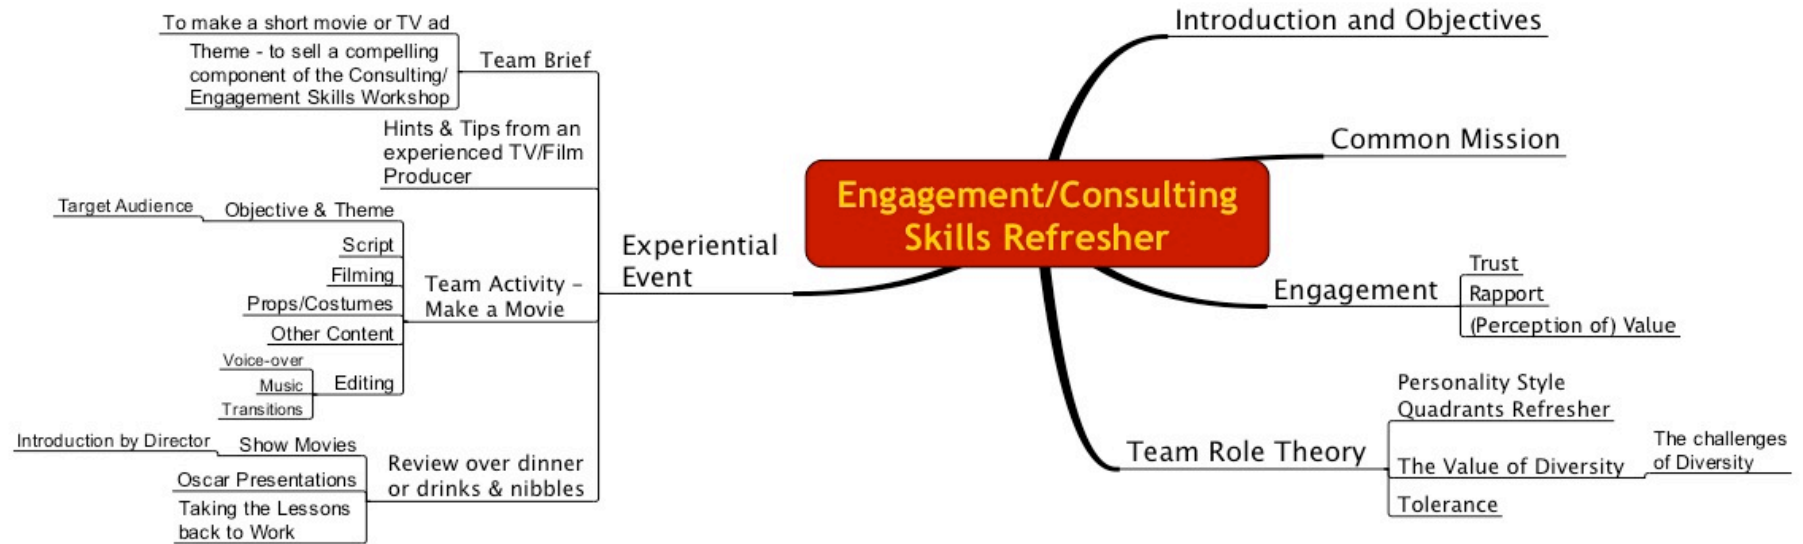 Engagement/Consulting
Skills Refresher
Introduction and Objectives
Common Mission
Engagement
Trust
Rapport
(Perception of) Value
Team Role Theory
Personality Style
Quadrants Refresher
The Value of Diversity
The challenges
of Diversity
Tolerance
Experiential
Event
Team Brief
To make a short movie or TV ad
Theme - to sell a compelling
component of the Consulting/
Engagement Skills Workshop
Hints & Tips from an
experienced TV/Film
Producer
Team Activity –
Make a Movie
Objective & Theme
Target Audience
Script
Filming
Props/Costumes
Other Content
Editing
Voice-over
Music
Transitions
Review over dinner
or drinks & nibbles
Show Movies
Introduction by Director
Oscar Presentations
Taking the Lessons
back to Work